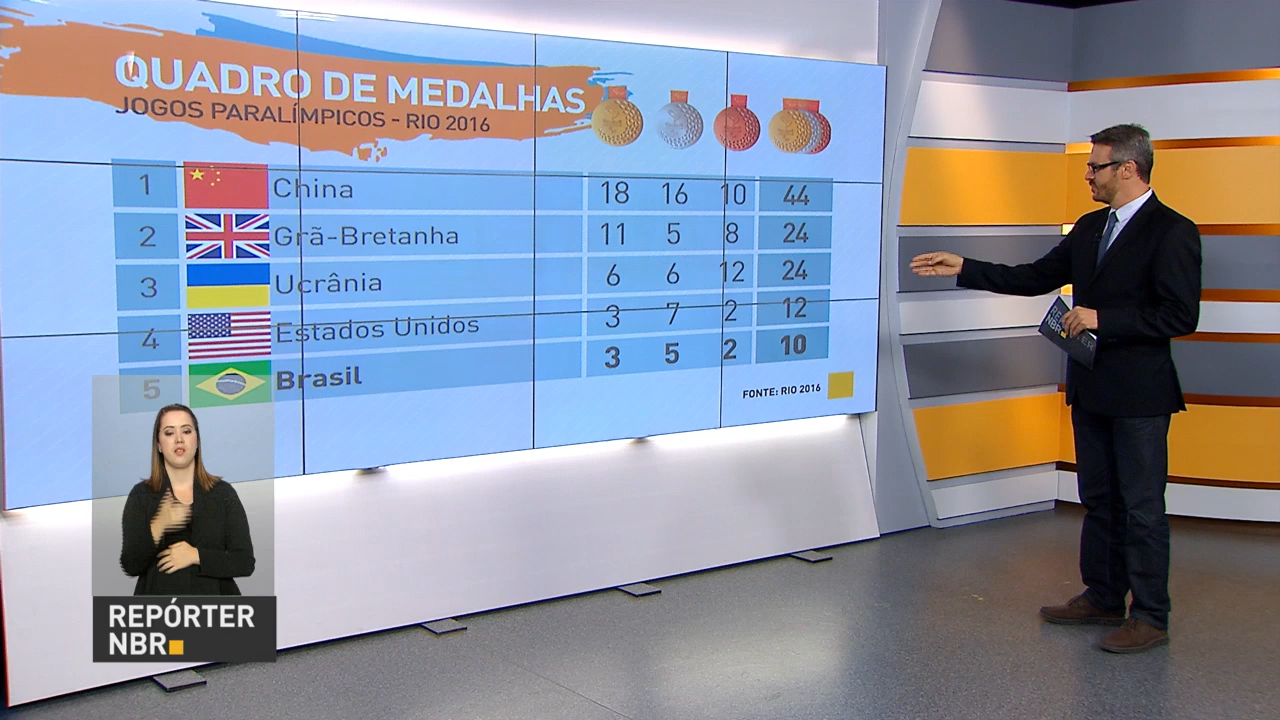 QUADRO DE MEDALHAS
JOGOS PARALÍMPICOS - RIO 2016
1 China 18 16 10 44
2 Grã-Bretanha 11 5 8 24
3 Ucrânia 6 6 12 24
4 Estados Unidos 3 7 2 12
5 Brasil 3 5 2 10
FONTE: RIO 2016
NBR
REPÓRTER
NBR